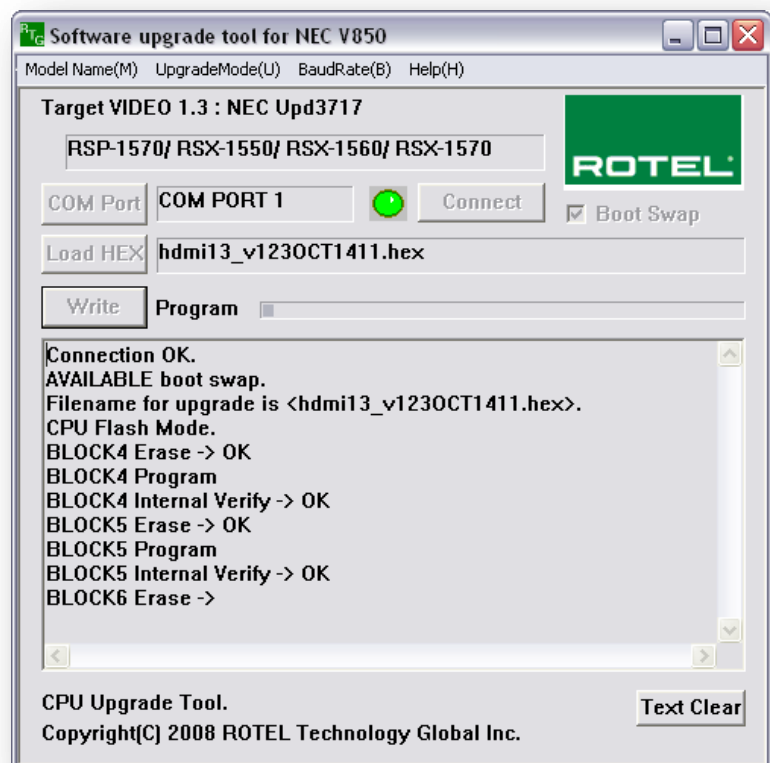 RTG Software upgrade tool for NEC V850
Model Name(M) UpgradeMode(U) BaudRate(B) Help(H)
Target VIDEO 1.3 : NEC Upd3717
RSP-1570/ RSX-1550/ RSX-1560/ RSX-1570
ROTEL
COM Port COM PORT 1 Connect Boot Swap
Load HEX hdmi13_v123OCT1411.hex
Write Program
Connection OK.
AVAILABLE boot swap.
Filename for upgrade is <hdmi13_v123OCT1411.hex>.
CPU Flash Mode.
BLOCK4 Erase -> OK
BLOCK4 Program
BLOCK4 Internal Verify -> OK
BLOCK5 Erase -> OK
BLOCK5 Program
BLOCK5 Internal Verify -> OK
BLOCK6 Erase ->
CPU Upgrade Tool.
Text Clear
Copyright(C) 2008 ROTEL Technology Global Inc.